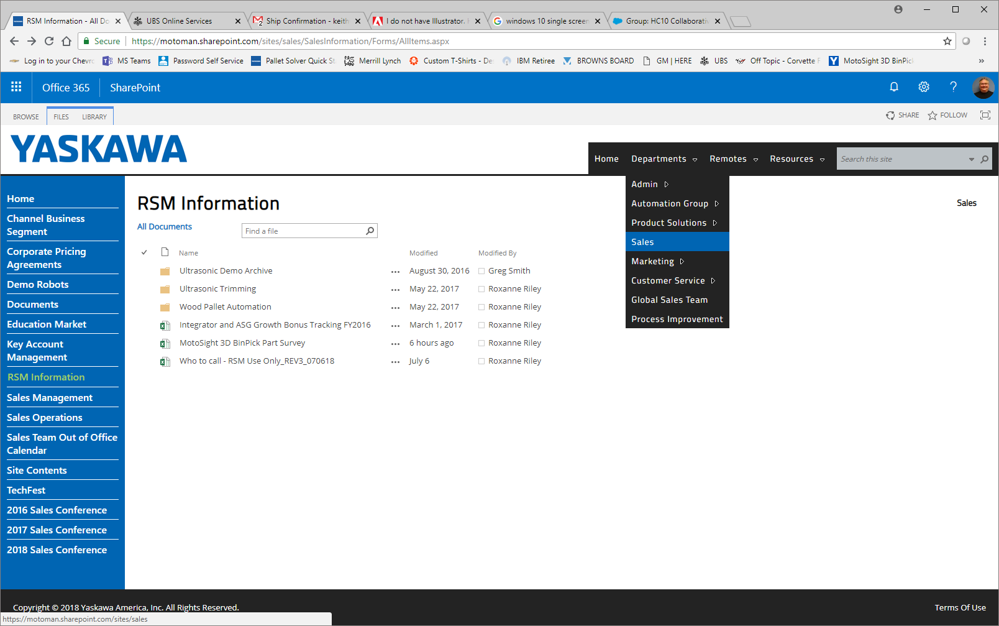 RSM Information - All Do
UBS Online Services
Ship Confirmation - keith
I do not have Illustrator.
windows 10 single screen
Group: HC10 Collaborativ
Secure
https://motoman.sharepoint.com/sites/sales/SalesInformation/Forms/AllItems.aspx
Log in to your Chevro
MS Teams
Password Self Service
Pallet Solver Quick St
Merrill Lynch
Custom T-Shirts - De
IBM Retiree
BROWNS BOARD
GM | HERE
UBS
Off Topic - Corvette F
MotoSight 3D BinPick
Office 365
SharePoint
BROWSE
FILES
LIBRARY
SHARE
FOLLOW
YASKAWA
Home
Departments
Remotes
Resources
Search this site
Admin
Automation Group
Product Solutions
Sales
Marketing
Customer Service
Global Sales Team
Process Improvement
Home
Channel Business
Segment
Corporate Pricing
Agreements
Demo Robots
Documents
Education Market
Key Account
Management
RSM Information
Sales Management
Sales Operations
Sales Team Out of Office
Calendar
Site Contents
TechFest
2016 Sales Conference
2017 Sales Conference
2018 Sales Conference
RSM Information
Sales
All Documents
Find a file
Name Modified Modified By
Ultrasonic Demo Archive ... August 30, 2016 Greg Smith
Ultrasonic Trimming ... May 22, 2017 Roxanne Riley
Wood Pallet Automation ... May 22, 2017 Roxanne Riley
Integrator and ASG Growth Bonus Tracking FY2016 ... March 1, 2017 Roxanne Riley
MotoSight 3D BinPick Part Survey ... 6 hours ago Roxanne Riley
Who to call - RSM Use Only_REV3_070618 ... July 6 Roxanne Riley
Copyright © 2018 Yaskawa America, Inc. All Rights Reserved.
Terms Of Use
https://motoman.sharepoint.com/sites/sales